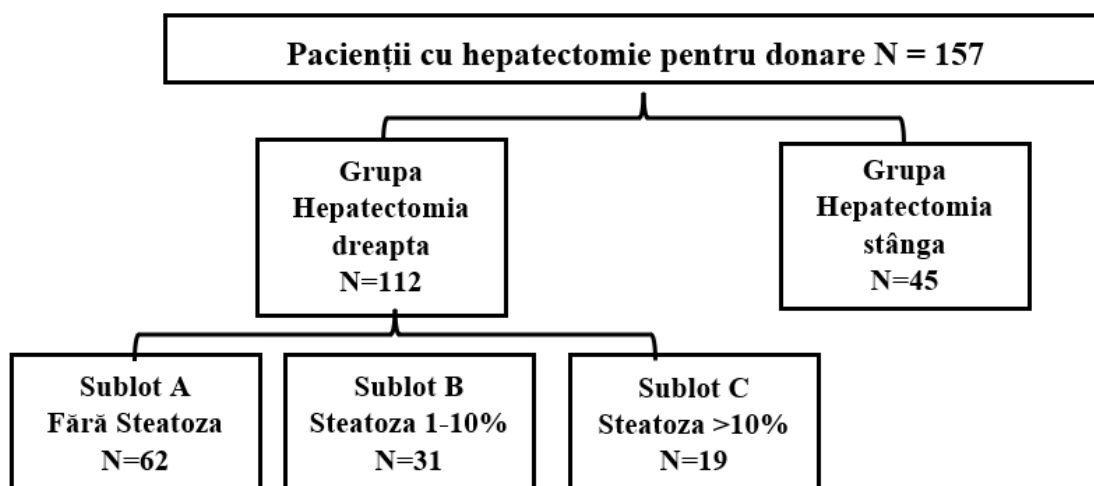 Pacienții cu hepatectomie pentru donare N = 157
Grupa
Hepatectomia
dreapta
N=112
Grupa
Hepatectomia
stânga
N=45
Sublot A
Fără Steatoza
N=62
Sublot B
Steatoza 1-10%
N=31
Sublot C
Steatoza >10%
N=19